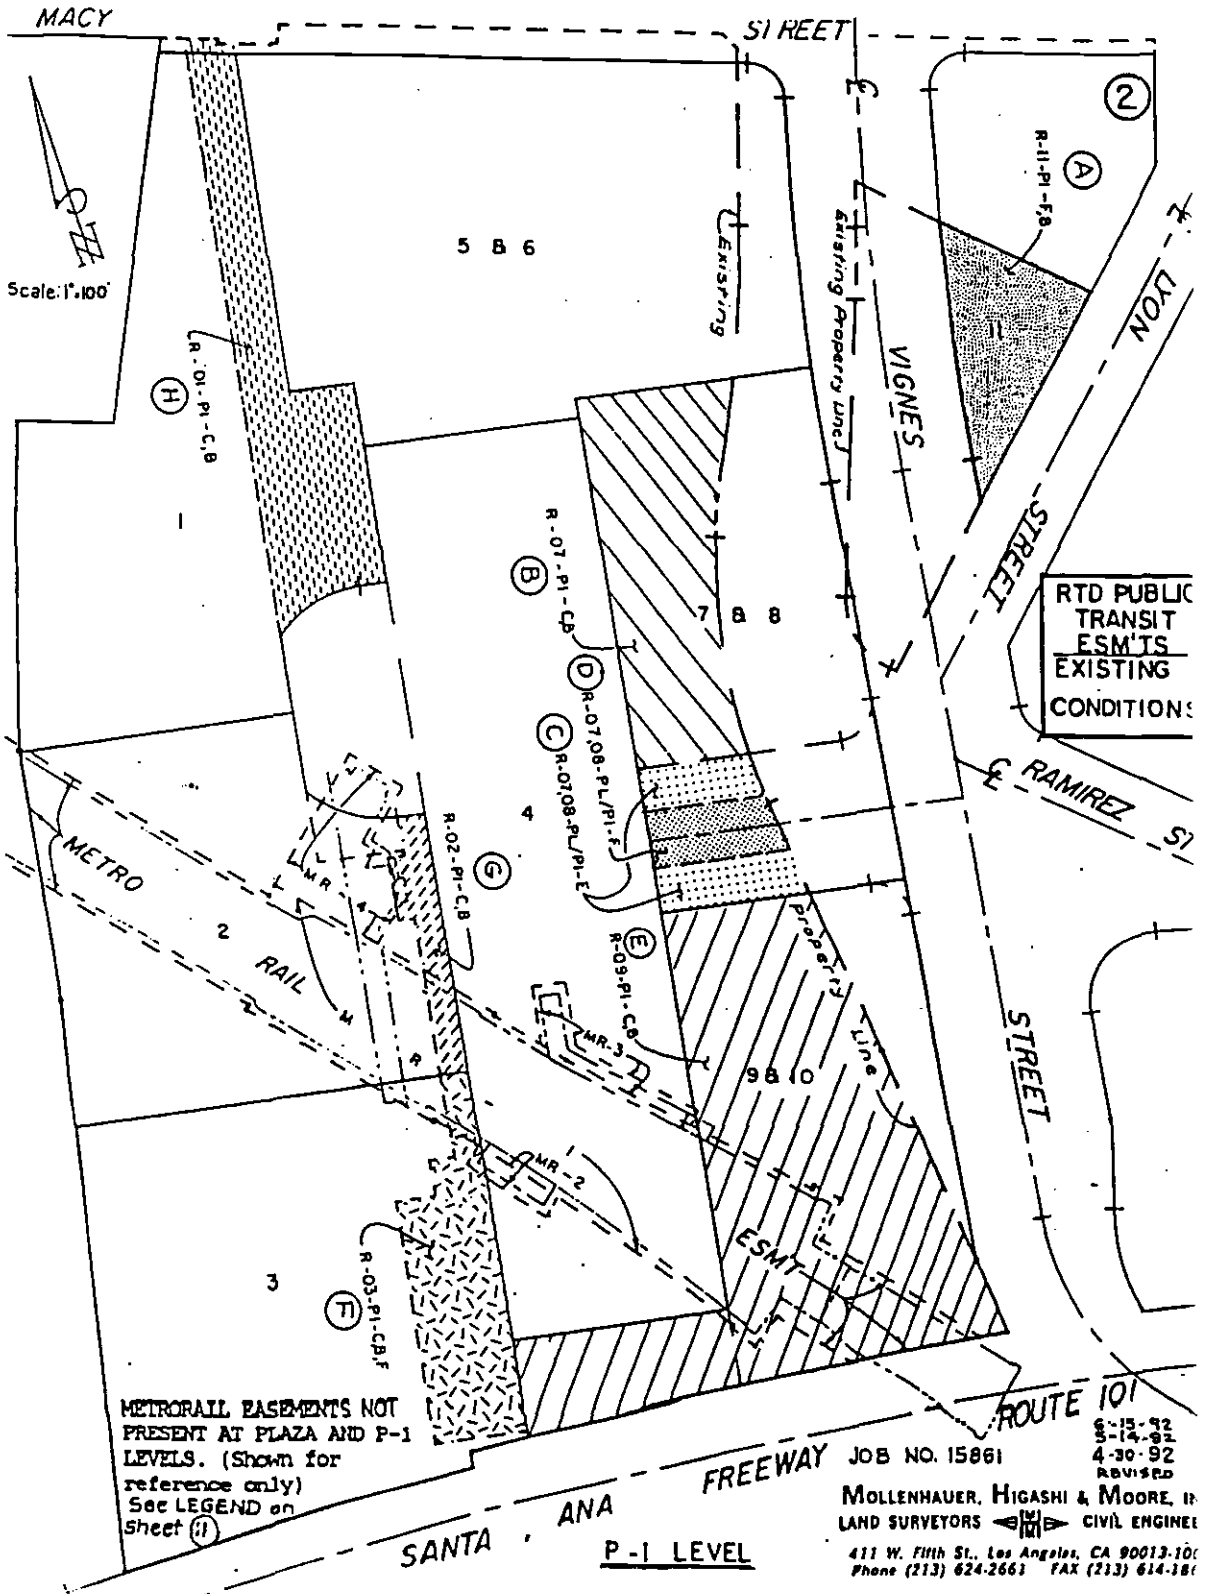 MACY
STREET
2
A
R-11-P1-F,B
LYON
Scale: 1"=100'
5 & 6
Existing
Existing Property Line
11
VIGNES
H
R-01-P1-C,B
1
STREET
RTD PUBLIC
TRANSIT
ESM'TS
EXISTING
CONDITIONS
B
R-07-P1-C,B
7 & 8
D
R-07,08-PL/P1-F
C
R-07,08-PL/P1-E
RAMIREZ ST
4
METRO
MR
R-02-P1-C,B
G
2
RAIL
M
R
E
R-09-P1-C,B
Property Line
MR-3
9 & 10
STREET
MR-2
1
ESMT
3
F
R-03-P1-C,B,F
METRORAIL EASEMENTS NOT
PRESENT AT PLAZA AND P-1
LEVELS. (Shown for
reference only)
See LEGEND on
sheet 11
SANTA ANA FREEWAY
ROUTE 101
P-1 LEVEL
JOB NO. 15861
6-15-92
5-14-92
4-30-92
REVISED
MOLLENHAUER, HIGASHI & MOORE, IN
LAND SURVEYORS CIVIL ENGINEE
411 W. Fifth St., Los Angeles, CA 90013-10
Phone (213) 624-2661 FAX (213) 614-18